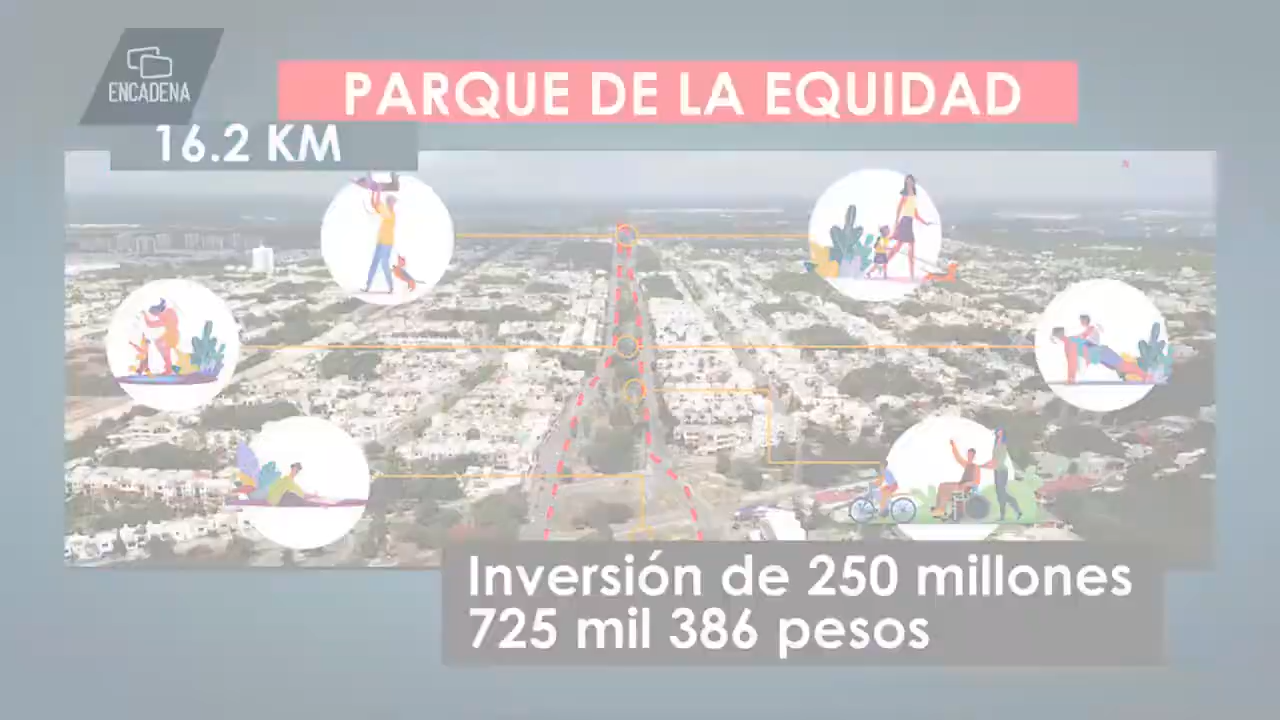 ENCADENA
PARQUE DE LA EQUIDAD
16.2 KM
Inversión de 250 millones
725 mil 386 pesos